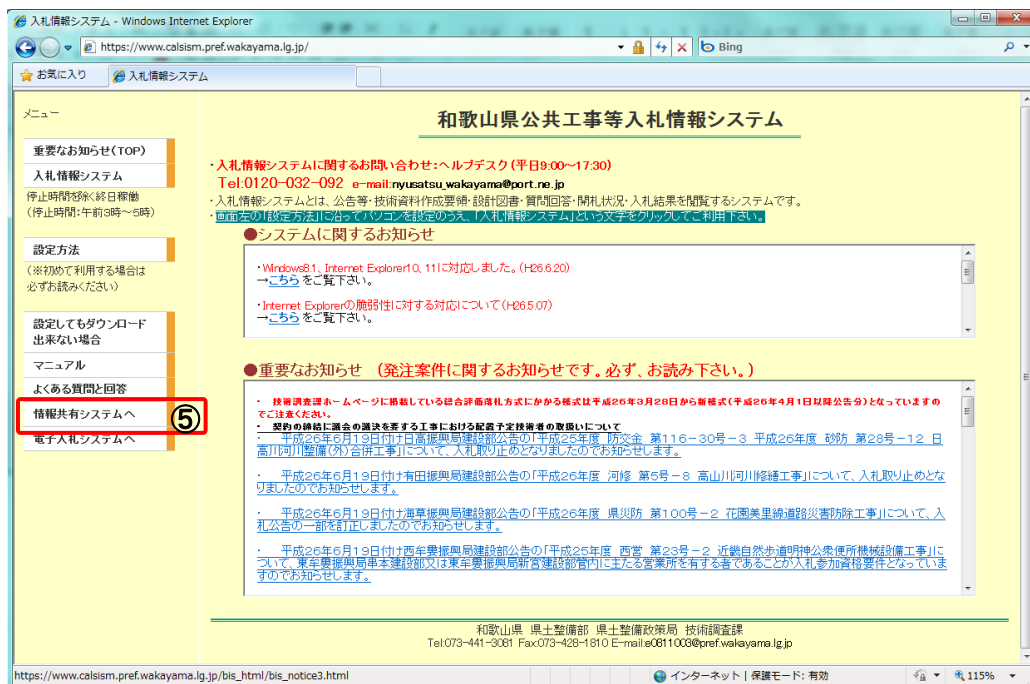 入札情報システム - Windows Internet Explorer
https://www.calsism.pref.wakayama.lg.jp/
Bing
お気に入り
入札情報システム
メニュー
重要なお知らせ(TOP)
入札情報システム
停止時間を除く終日稼働
(停止時間:午前3時～5時)
設定方法
(※初めて利用する場合は
必ずお読みください)
設定してもダウンロード
出来ない場合
マニュアル
よくある質問と回答
情報共有システムへ
⑤
電子入札システムへ
和歌山県公共工事等入札情報システム
・入札情報システムに関するお問い合わせ:ヘルプデスク(平日9:00～17:30)
Tel:0120-032-092 e-mail:nyusatsu_wakayama@port.ne.jp
・入札情報システムとは、公告等・技術資料作成要領・設計図書・質問回答・開札状況・入札結果を閲覧するシステムです。
・画面左の「設定方法」に沿ってパソコンを設定のうえ、「入札情報システム」という文字をクリックしてご利用下さい。
●システムに関するお知らせ
・Windows8.1、Internet Explorer10、11に対応しました。(H26.6.20)
→こちら をご覧下さい。
・Internet Explorerの脆弱性に対する対応について(H26.5.07)
→こちら をご覧下さい。
●重要なお知らせ (発注案件に関するお知らせです。必ず、お読み下さい。)
・ 技術調査課ホームページに掲載している総合評価落札方式にかかる様式は平成26年3月28日から新様式(平成26年4月1日以降公告分)となっていますの
でご注意ください。
・ 契約の締結に議会の議決を要する工事における配置予定技術者の取扱いについて
・ 平成26年6月19日付け日高振興局建設部公告の「平成26年度 防交金 第116-30号-3 平成26年度 砂防 第28号-12 日
高川河川整備(外)合併工事」について、入札取り止めとなりましたのでお知らせします。
・ 平成26年6月19日付け有田振興局建設部公告の「平成26年度 河修 第5号-8 高山川河川修繕工事」について、入札取り止めとな
りましたのでお知らせします。
・ 平成26年6月19日付け海草振興局建設部公告の「平成26年度 県災防 第100号-2 花園美里線道路災害防除工事」について、入
札公告の一部を訂正しましたのでお知らせします。
・ 平成26年6月19日付け西牟婁振興局建設部公告の「平成25年度 西営 第23号-2 近畿自然歩道明神公衆便所機械設備工事」に
ついて、東牟婁振興局串本建設部又は東牟婁振興局新宮建設部管内に主たる営業所を有する者であることが入札参加資格要件となっていま
すのでお知らせします。
和歌山県 県土整備部 県土整備政策局 技術調査課
Tel:073-441-3081 Fax:073-428-1810 E-mail:e0811003@pref.wakayama.lg.jp
https://www.calsism.pref.wakayama.lg.jp/bis_html/bis_notice3.html
インターネット | 保護モード: 有効
115%